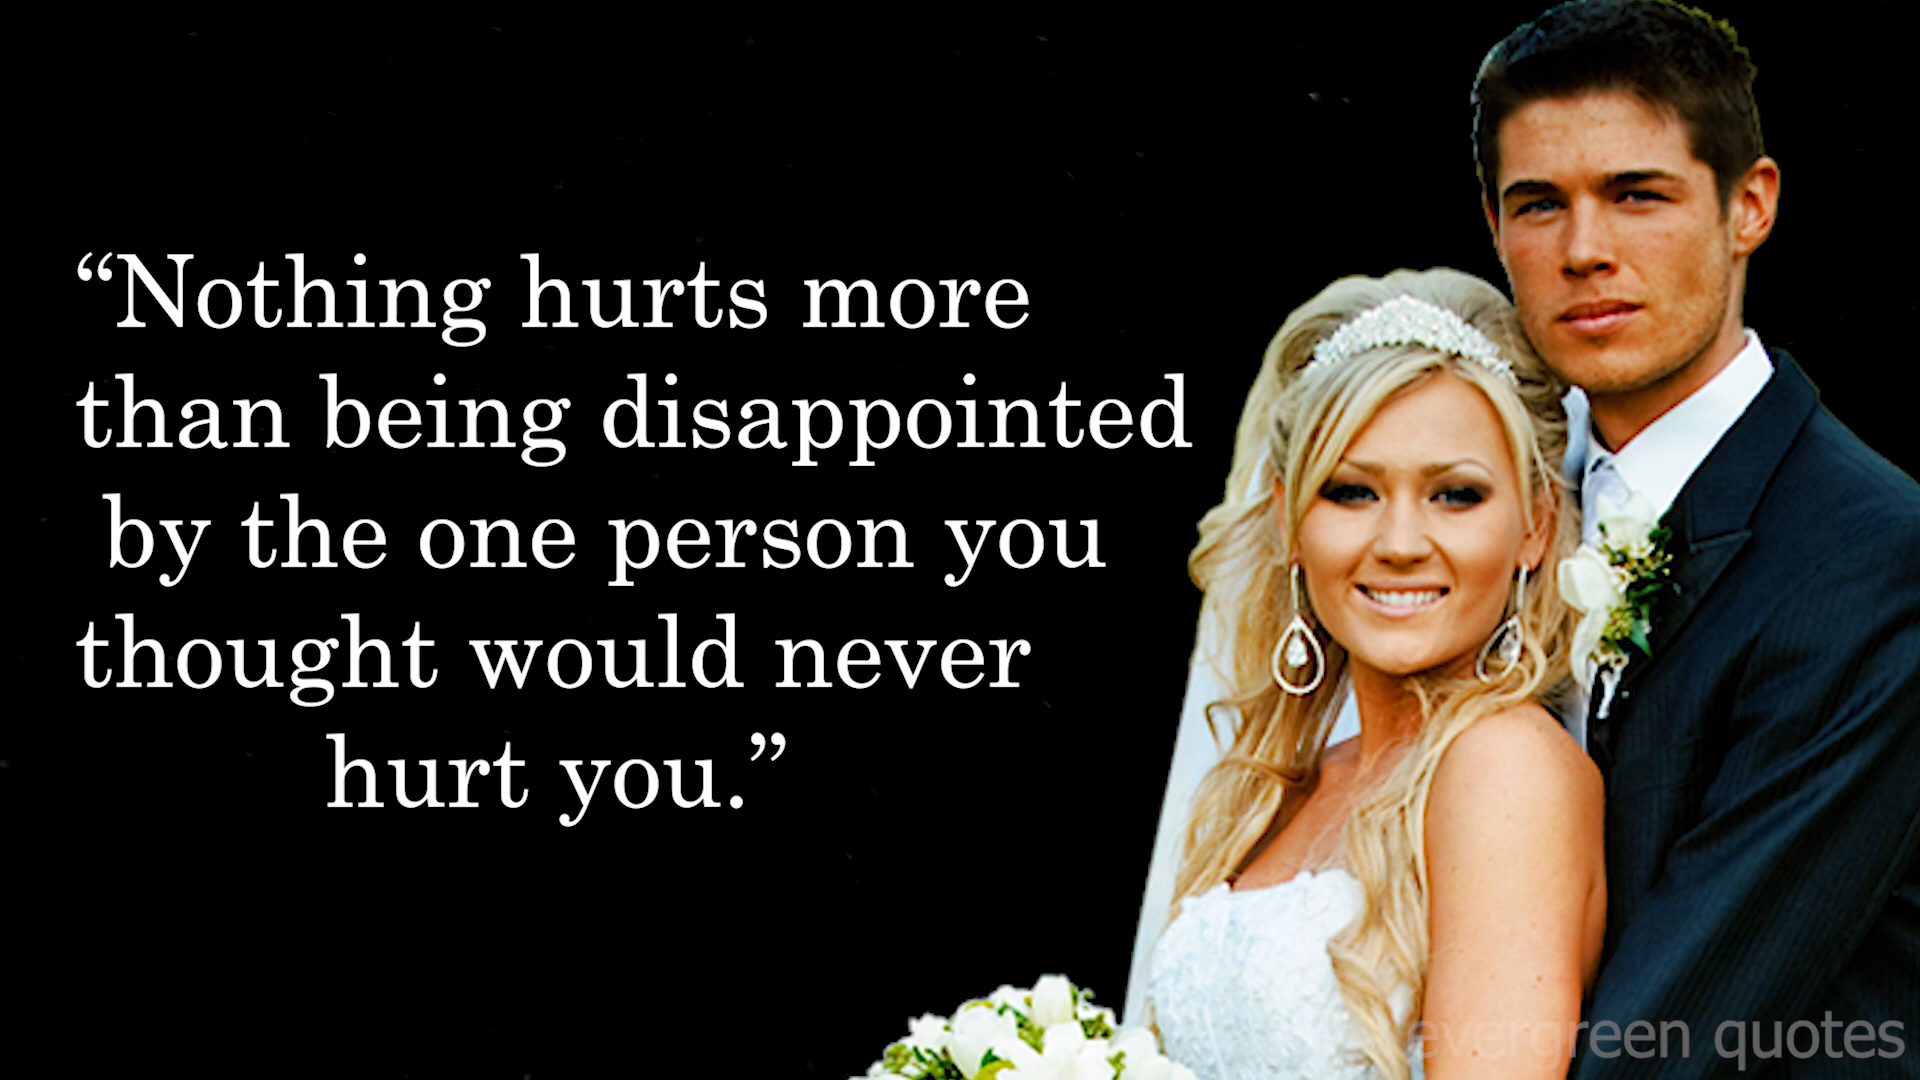 “Nothing hurts more
than being disappointed
by the one person you
thought would never
hurt you.”
evergreen quotes